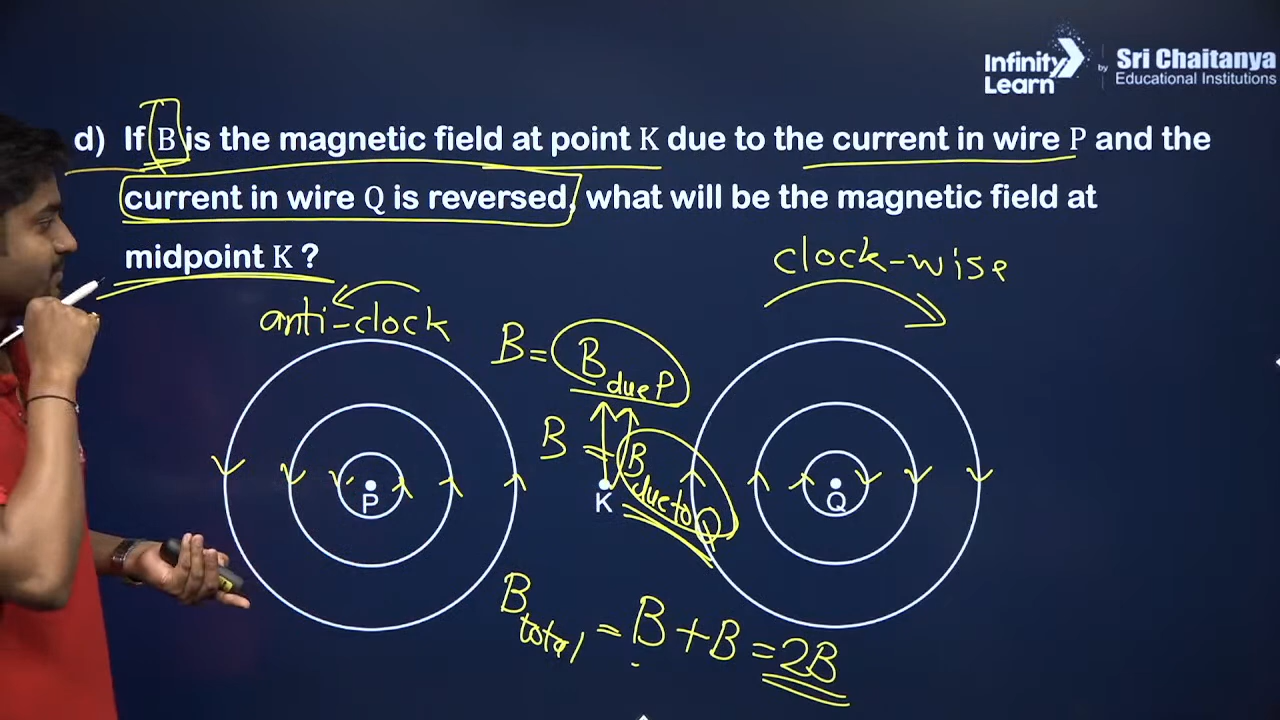 Infinity Learn by Sri Chaitanya Educational Institutions
d) If B is the magnetic field at point K due to the current in wire P and the
current in wire Q is reversed, what will be the magnetic field at
midpoint K ?
clock-wise
anti-clock
B = B due P
B = B due to Q
P
K
Q
B total = B + B = 2B